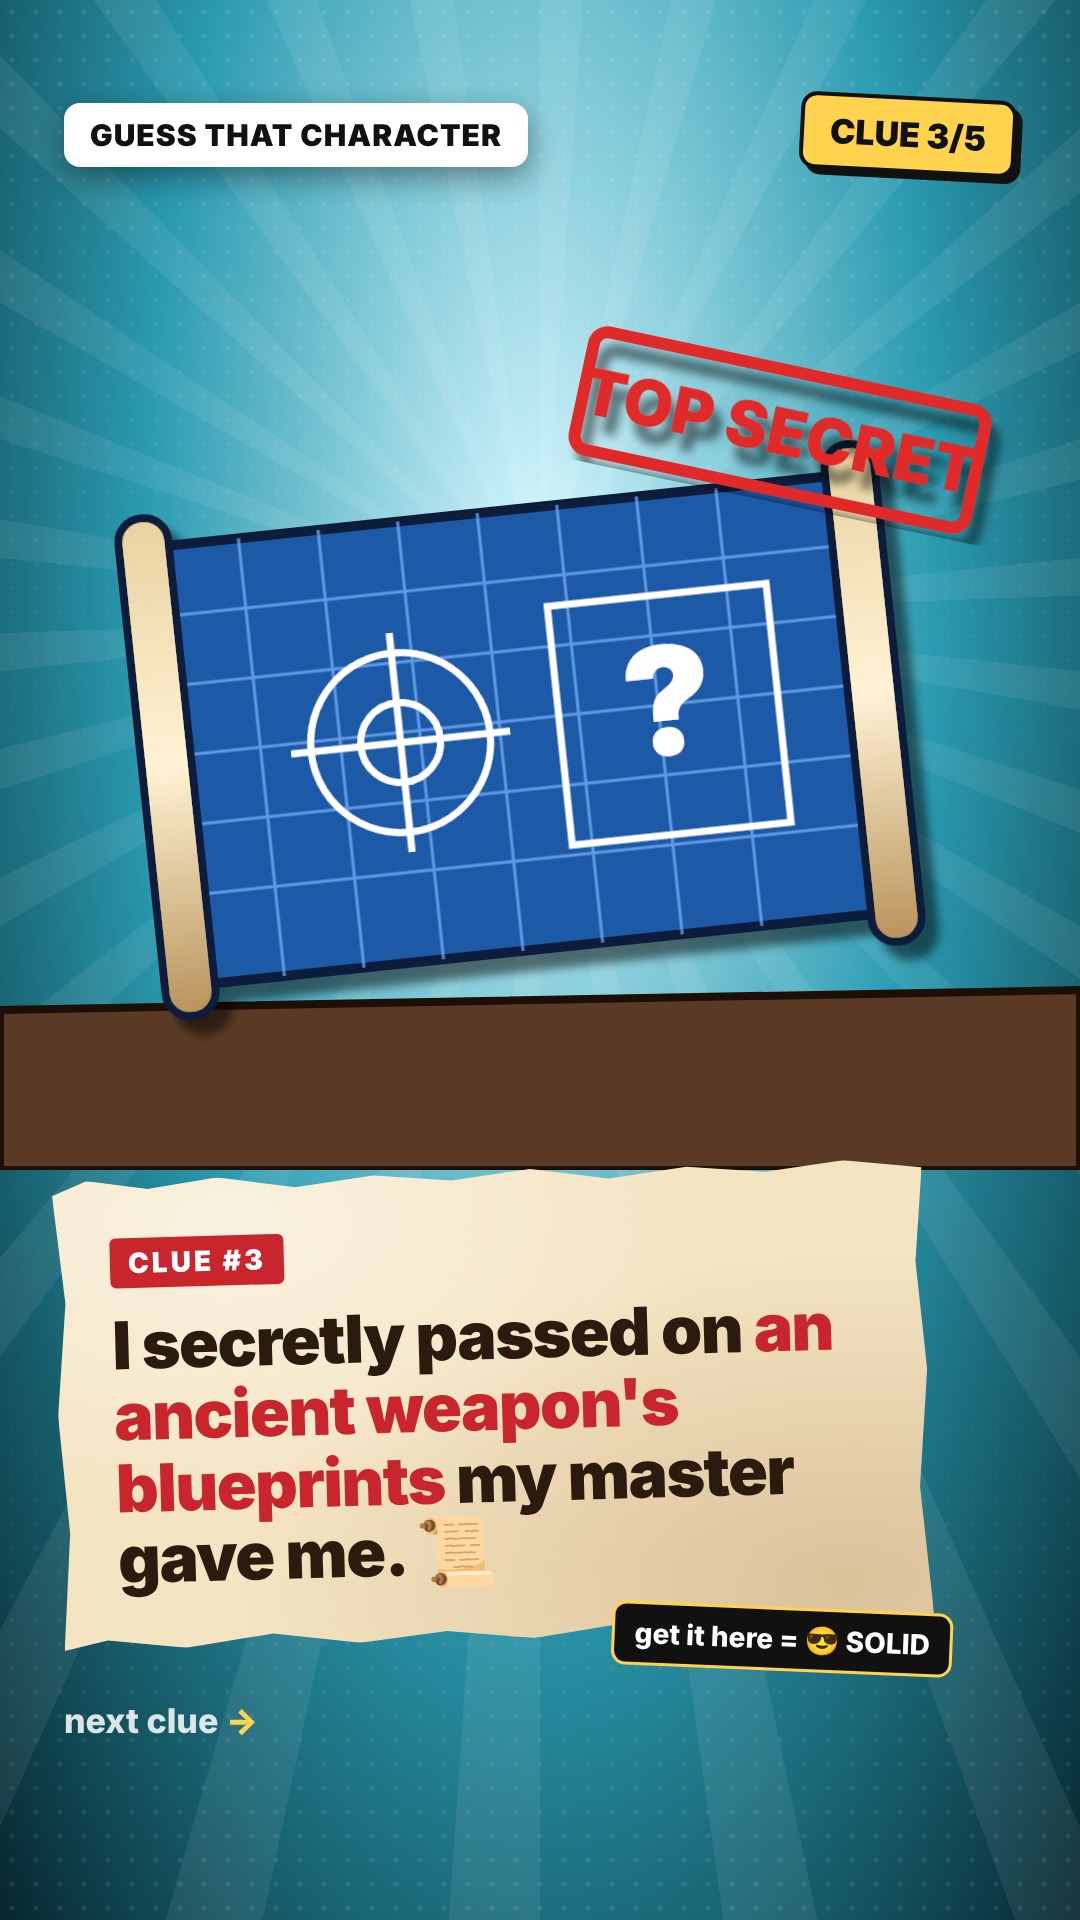 GUESS THAT CHARACTER
CLUE 3/5
TOP SECRET
?
CLUE #3
I secretly passed on an
ancient weapon's
blueprints my master
gave me. 📜
get it here = 😎 SOLID
next clue →